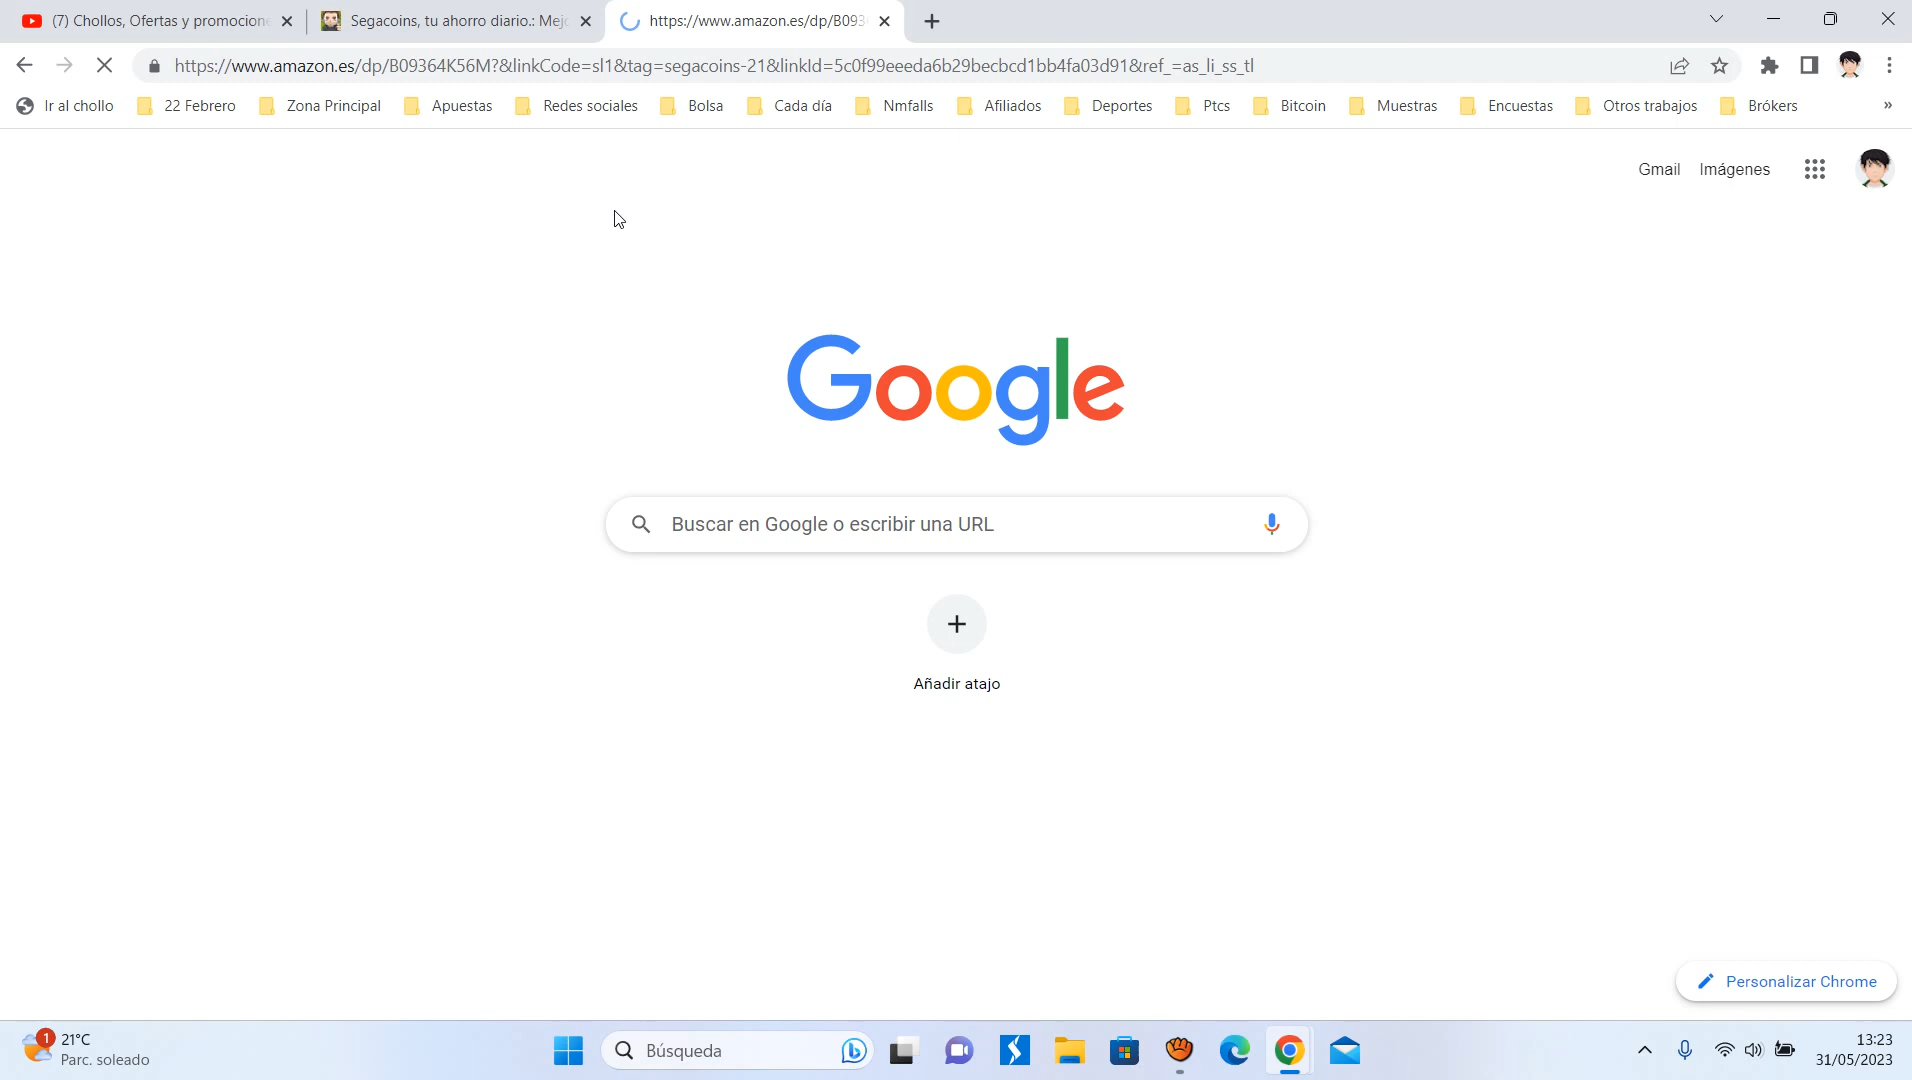 (7) Chollos, Ofertas y promocione
Segacoins, tu ahorro diario.: Mejo
https://www.amazon.es/dp/B093
https://www.amazon.es/dp/B09364K56M?&linkCode=sl1&tag=segacoins-21&linkId=5c0f99eeeda6b29becbcd1bb4fa03d91&ref_=as_li_ss_tl
Ir al chollo
22 Febrero
Zona Principal
Apuestas
Redes sociales
Bolsa
Cada día
Nmfalls
Afiliados
Deportes
Ptcs
Bitcoin
Muestras
Encuestas
Otros trabajos
Brókers
»
Gmail
Imágenes
Google
Buscar en Google o escribir una URL
Añadir atajo
Personalizar Chrome
1
21°C
Parc. soleado
Búsqueda
13:23
31/05/2023